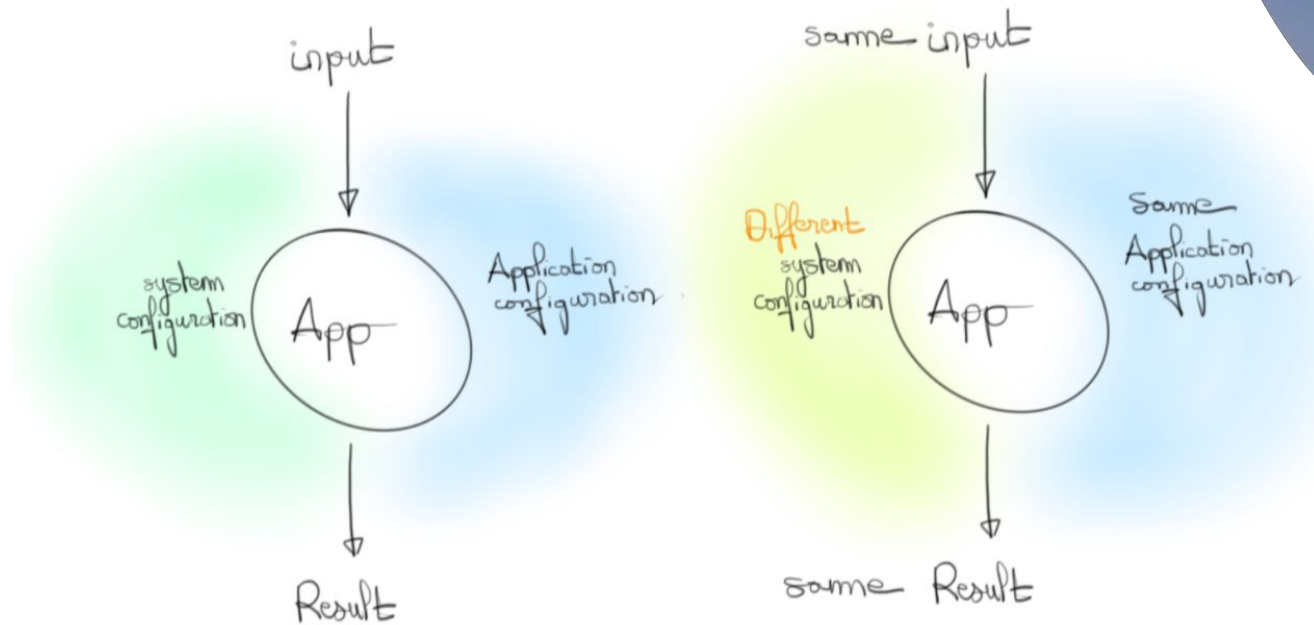 input
system
configuration
App
Application
configuration
Result
same input
Different
system
configuration
App
Same
Application
configuration
same Result